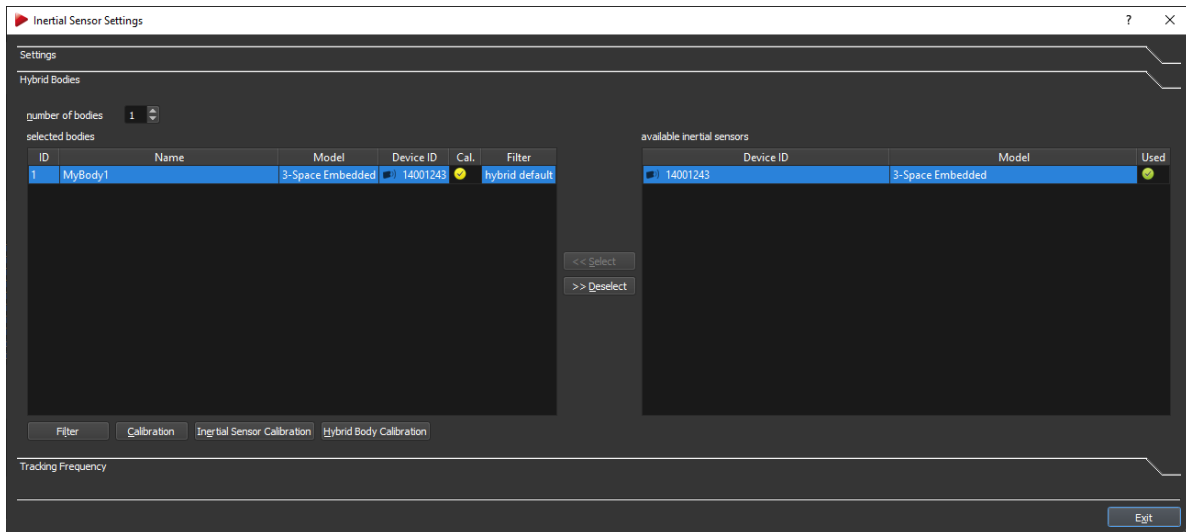 Inertial Sensor Settings ? ×
Settings
Hybrid Bodies
number of bodies 1
selected bodies available inertial sensors
ID Name Model Device ID Cal. Filter Device ID Model Used
1 MyBody1 3-Space Embedded 14001243 hybrid default 14001243 3-Space Embedded
<< Select
>> Deselect
Filter Calibration Inertial Sensor Calibration Hybrid Body Calibration
Tracking Frequency
Exit